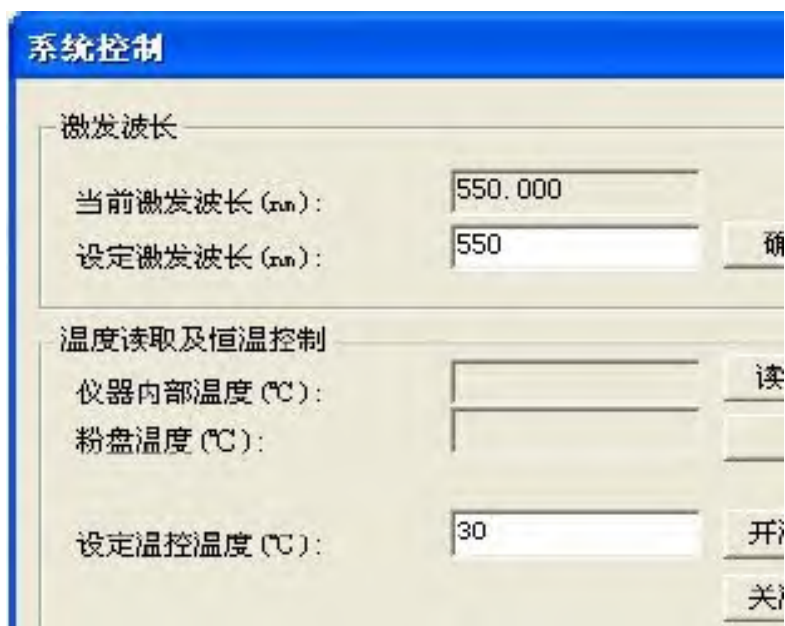 系统控制
激发波长
当前激发波长(nm): 550.000
设定激发波长(nm): 550 确
温度读取及恒温控制
仪器内部温度(℃): 读
粉盘温度(℃):
设定温控温度(℃): 30 开
关